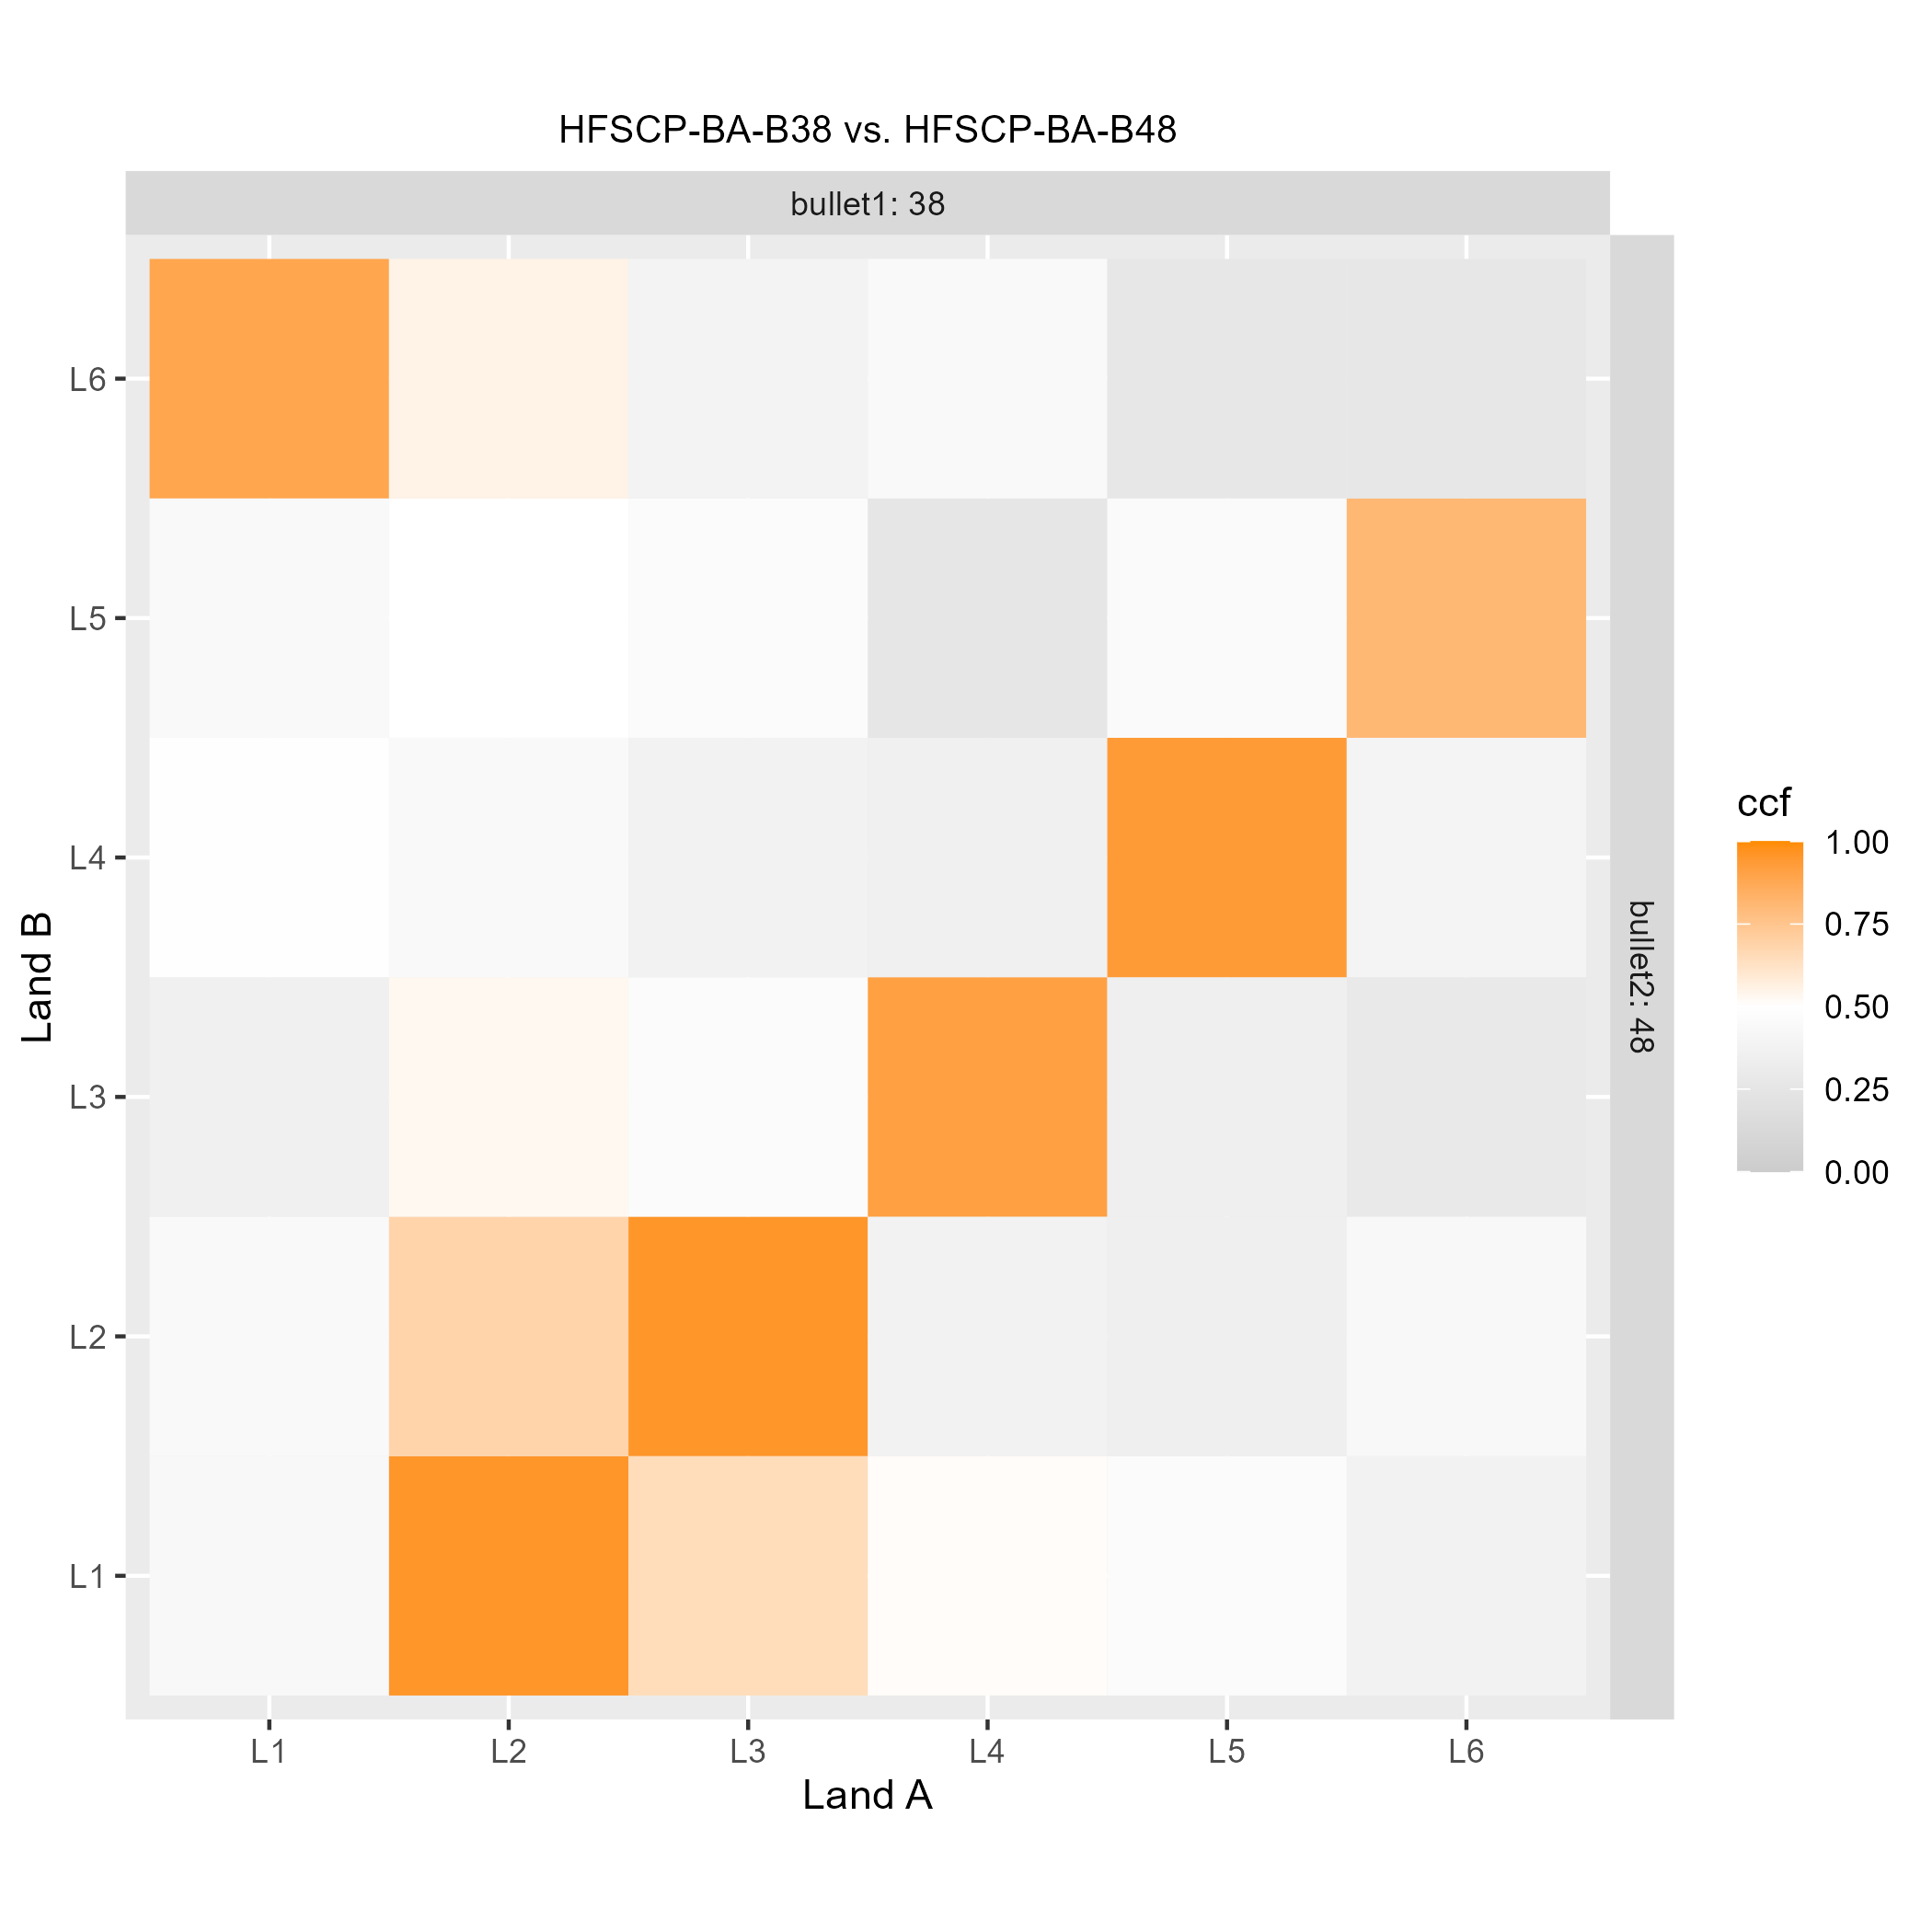 HFSCP-BA-B38 vs. HFSCP-BA-B48
bullet1: 38
L6
L5
L4
L3
L2
L1
Land B
L1 L2 L3 L4 L5 L6
Land A
bullet2: 48
ccf
1.00
0.75
0.50
0.25
0.00